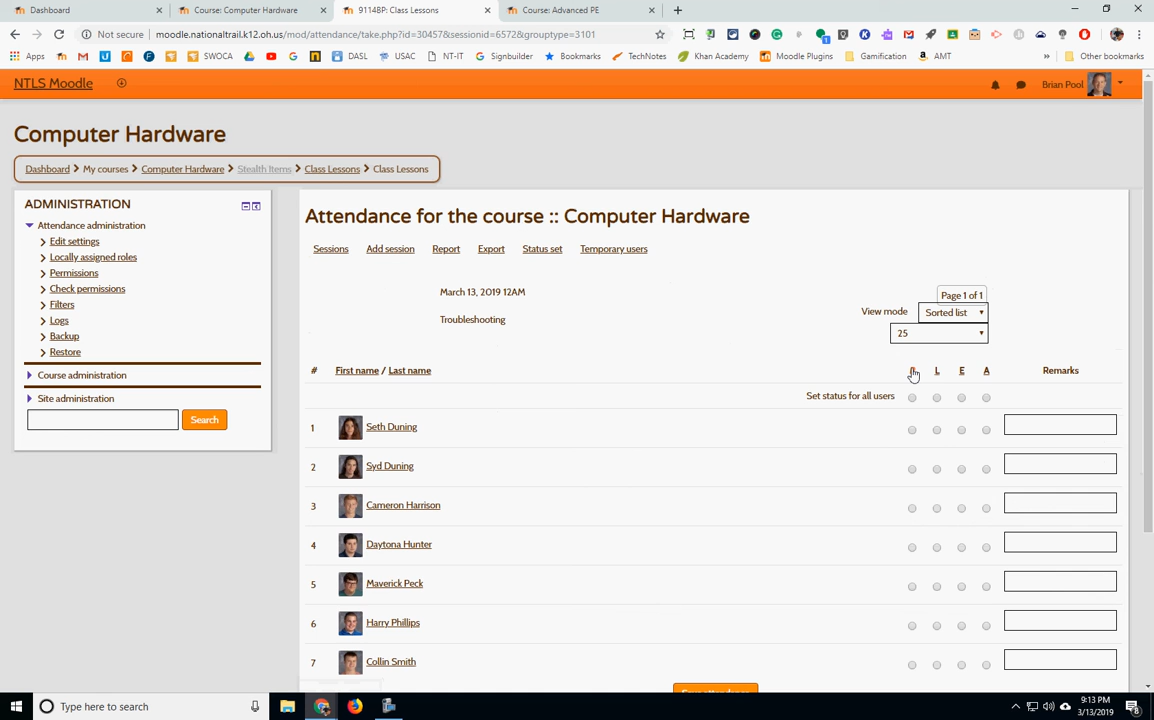 Dashboard
Course: Computer Hardware
9114BP: Class Lessons
Course: Advanced PE
Not secure
moodle.nationaltrail.k12.oh.us/mod/attendance/take.php?id=30457&sessionid=6572&grouptype=3101
Apps
SWOCA
DASL
USAC
NT-IT
Signbuilder
Bookmarks
TechNotes
Khan Academy
Moodle Plugins
Gamification
AMT
Other bookmarks
NTLS Moodle
Brian Pool
Computer Hardware
Dashboard
My courses
Computer Hardware
Stealth Items
Class Lessons
Class Lessons
ADMINISTRATION
Attendance administration
Edit settings
Locally assigned roles
Permissions
Check permissions
Filters
Logs
Backup
Restore
Course administration
Site administration
Search
Attendance for the course :: Computer Hardware
Sessions Add session Report Export Status set Temporary users
March 13, 2019 12AM
Troubleshooting
Page 1 of 1
View mode Sorted list
25
# First name / Last name L E A Remarks
Set status for all users
1 Seth Duning
2 Syd Duning
3 Cameron Harrison
4 Daytona Hunter
5 Maverick Peck
6 Harry Phillips
7 Collin Smith
Type here to search
9:13 PM
3/13/2019